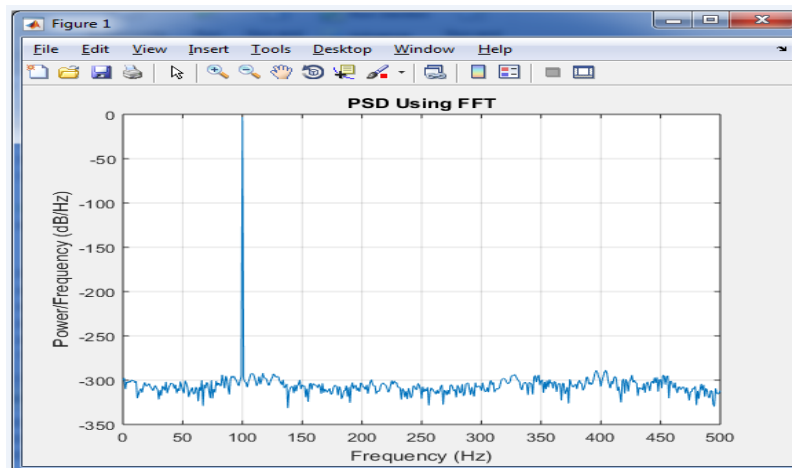 Figure 1
File Edit View Insert Tools Desktop Window Help
PSD Using FFT
Power/Frequency (dB/Hz)
0
-50
-100
-150
-200
-250
-300
-350
0 50 100 150 200 250 300 350 400 450 500
Frequency (Hz)